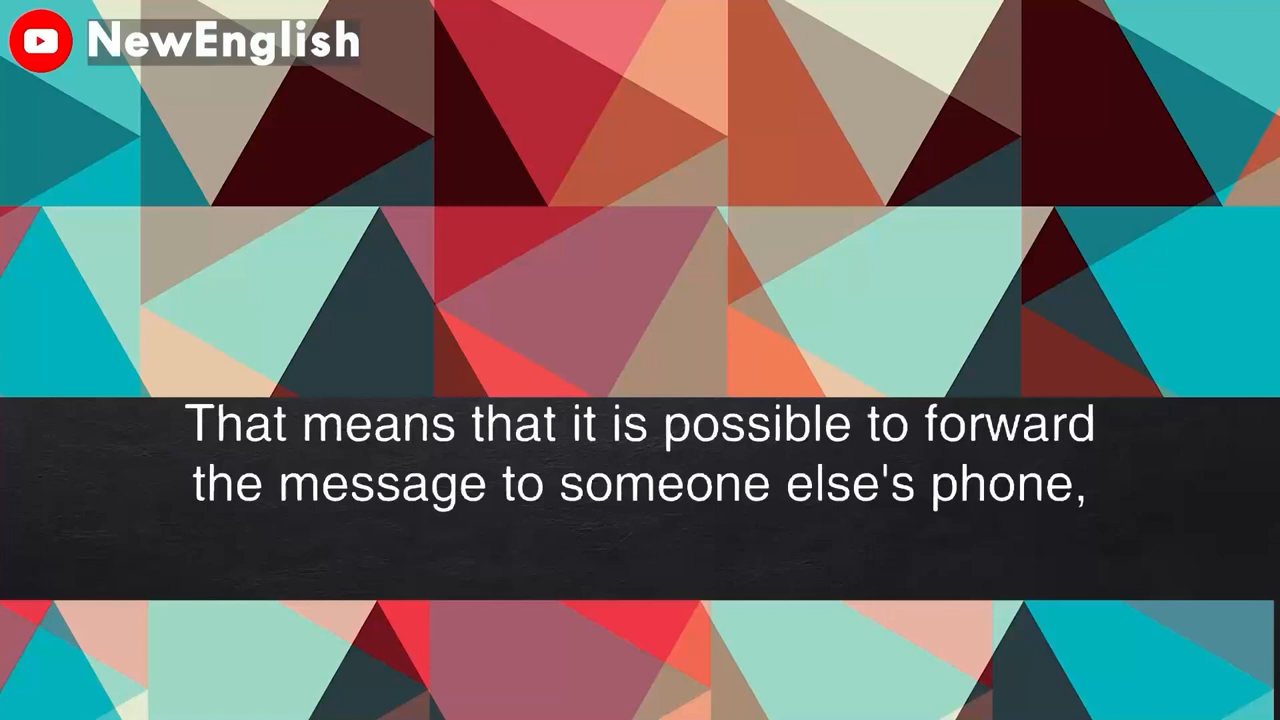 NewEnglish
That means that it is possible to forward
the message to someone else's phone,